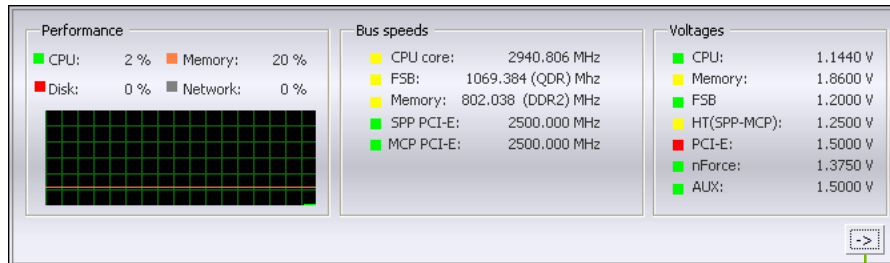 Performance
CPU: 2 % Memory: 20 %
Disk: 0 % Network: 0 %
Bus speeds
CPU core: 2940.806 MHz
FSB: 1069.384 (QDR) Mhz
Memory: 802.038 (DDR2) Mhz
SPP PCI-E: 2500.000 MHz
MCP PCI-E: 2500.000 MHz
Voltages
CPU: 1.1440 V
Memory: 1.8600 V
FSB 1.2000 V
HT(SPP-MCP): 1.2500 V
PCI-E: 1.5000 V
nForce: 1.3750 V
AUX: 1.5000 V
->